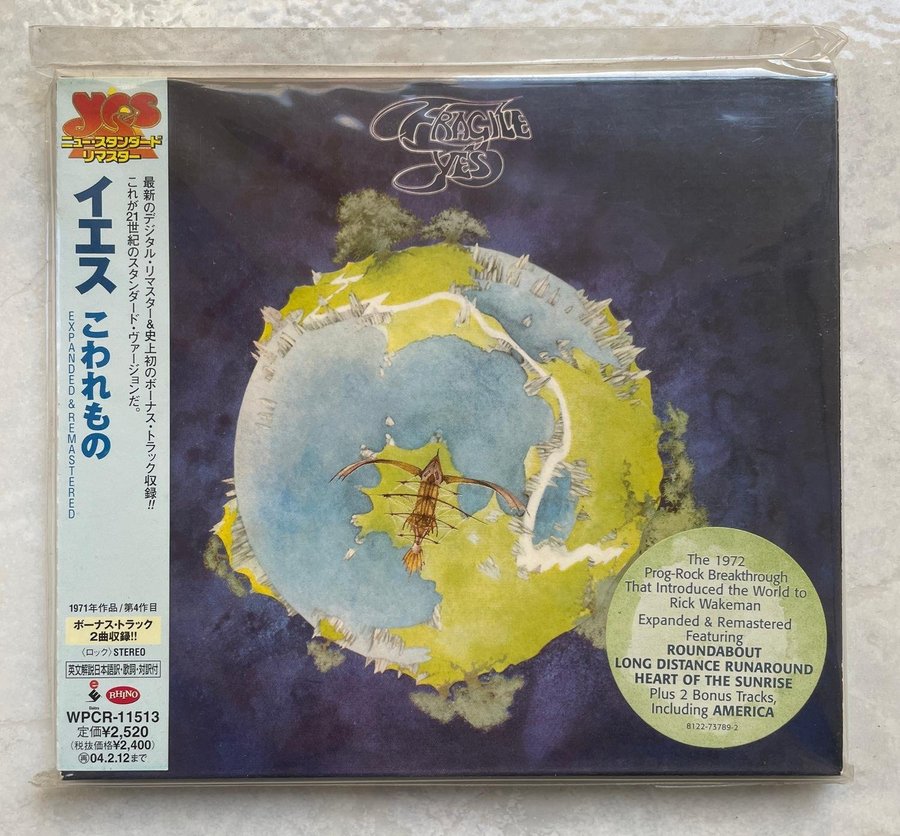 yes
ニュー・スタンダード
リマスター
イエス こわれもの
EXPANDED & REMASTERED
最新のデジタル・リマスター&史上初のボーナス・トラック収録!!
これが21世紀のスタンダード・ヴァージョンだ。
1971年作品/第4作目
ボーナス・トラック
2曲収録!!
〈ロック〉STEREO
英文解説日本語訳・歌詞・対訳付
RHINO
WPCR-11513
定価¥2,520
(税抜価格¥2,400)
再04.2.12まで
FRAGILE
YES
The 1972
Prog-Rock Breakthrough
That Introduced the World to
Rick Wakeman
Expanded & Remastered
Featuring
ROUNDABOUT
LONG DISTANCE RUNAROUND
HEART OF THE SUNRISE
Plus 2 Bonus Tracks,
Including AMERICA
8122-73789-2